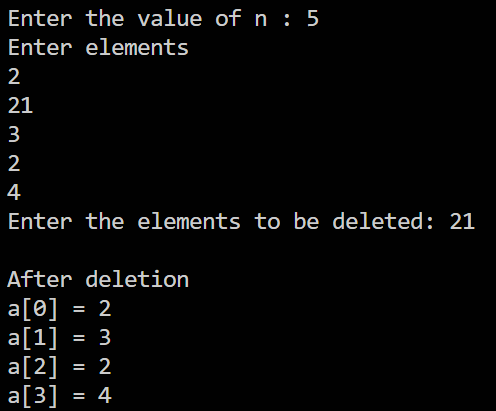 Enter the value of n : 5
Enter elements
2
21
3
2
4
Enter the elements to be deleted: 21
After deletion
a[0] = 2
a[1] = 3
a[2] = 2
a[3] = 4